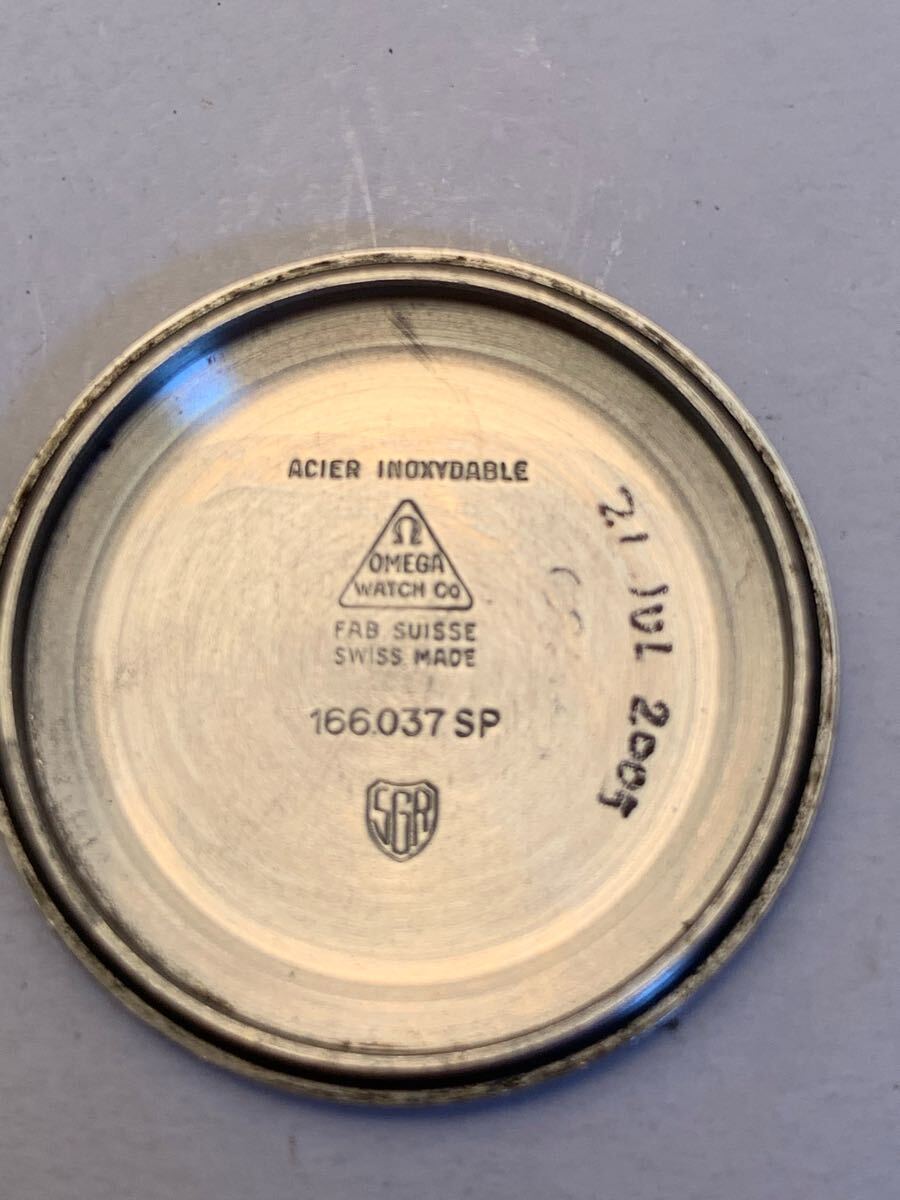 ACIER INOXYDABLE
Ω
OMEGA
WATCH Co
FAB. SUISSE
SWISS MADE
166.037 SP
SGR
21 JUL 2005